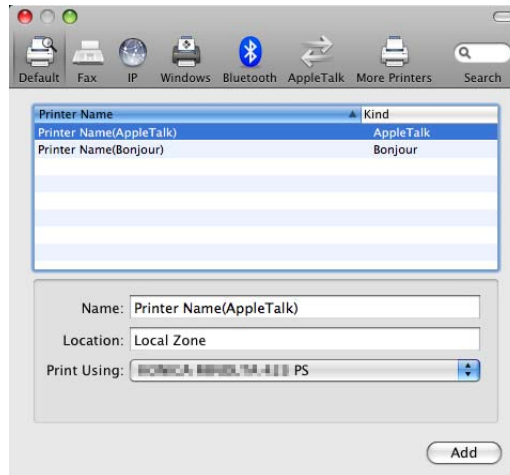 Default Fax IP Windows Bluetooth AppleTalk More Printers Search
Printer Name Kind
Printer Name(AppleTalk) AppleTalk
Printer Name(Bonjour) Bonjour
Name: Printer Name(AppleTalk)
Location: Local Zone
Print Using: PS
Add